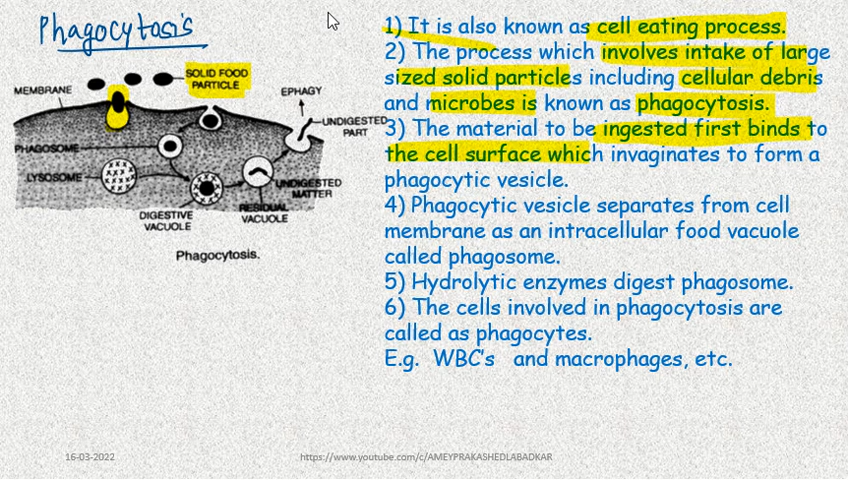 Phagocytosis
SOLID FOOD
PARTICLE
MEMBRANE
EPHAGY
UNDIGESTED
PART
PHAGOSOME
LYSOSOME
UNDIGESTED
MATTER
DIGESTIVE
VACUOLE
RESIDUAL
VACUOLE
Phagocytosis.
1) It is also known as cell eating process.
2) The process which involves intake of large
sized solid particles including cellular debris
and microbes is known as phagocytosis.
3) The material to be ingested first binds to
the cell surface which invaginates to form a
phagocytic vesicle.
4) Phagocytic vesicle separates from cell
membrane as an intracellular food vacuole
called phagosome.
5) Hydrolytic enzymes digest phagosome.
6) The cells involved in phagocytosis are
called as phagocytes.
E.g. WBC's and macrophages, etc.
16-03-2022
https://www.youtube.com/c/AMEYPRAKASHEDLABADKAR